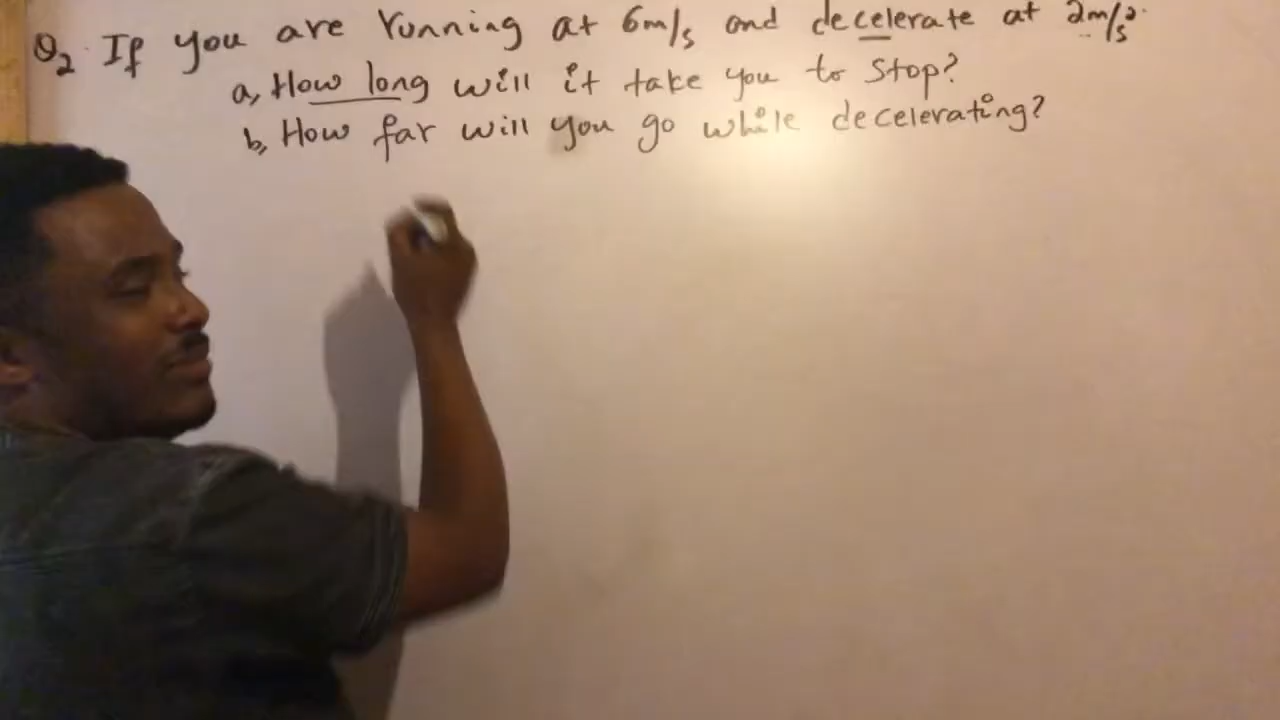 Q2. If you are running at 6m/s and decelerate at 2m/s².
a, How long will it take you to stop?
b, How far will you go while decelerating?